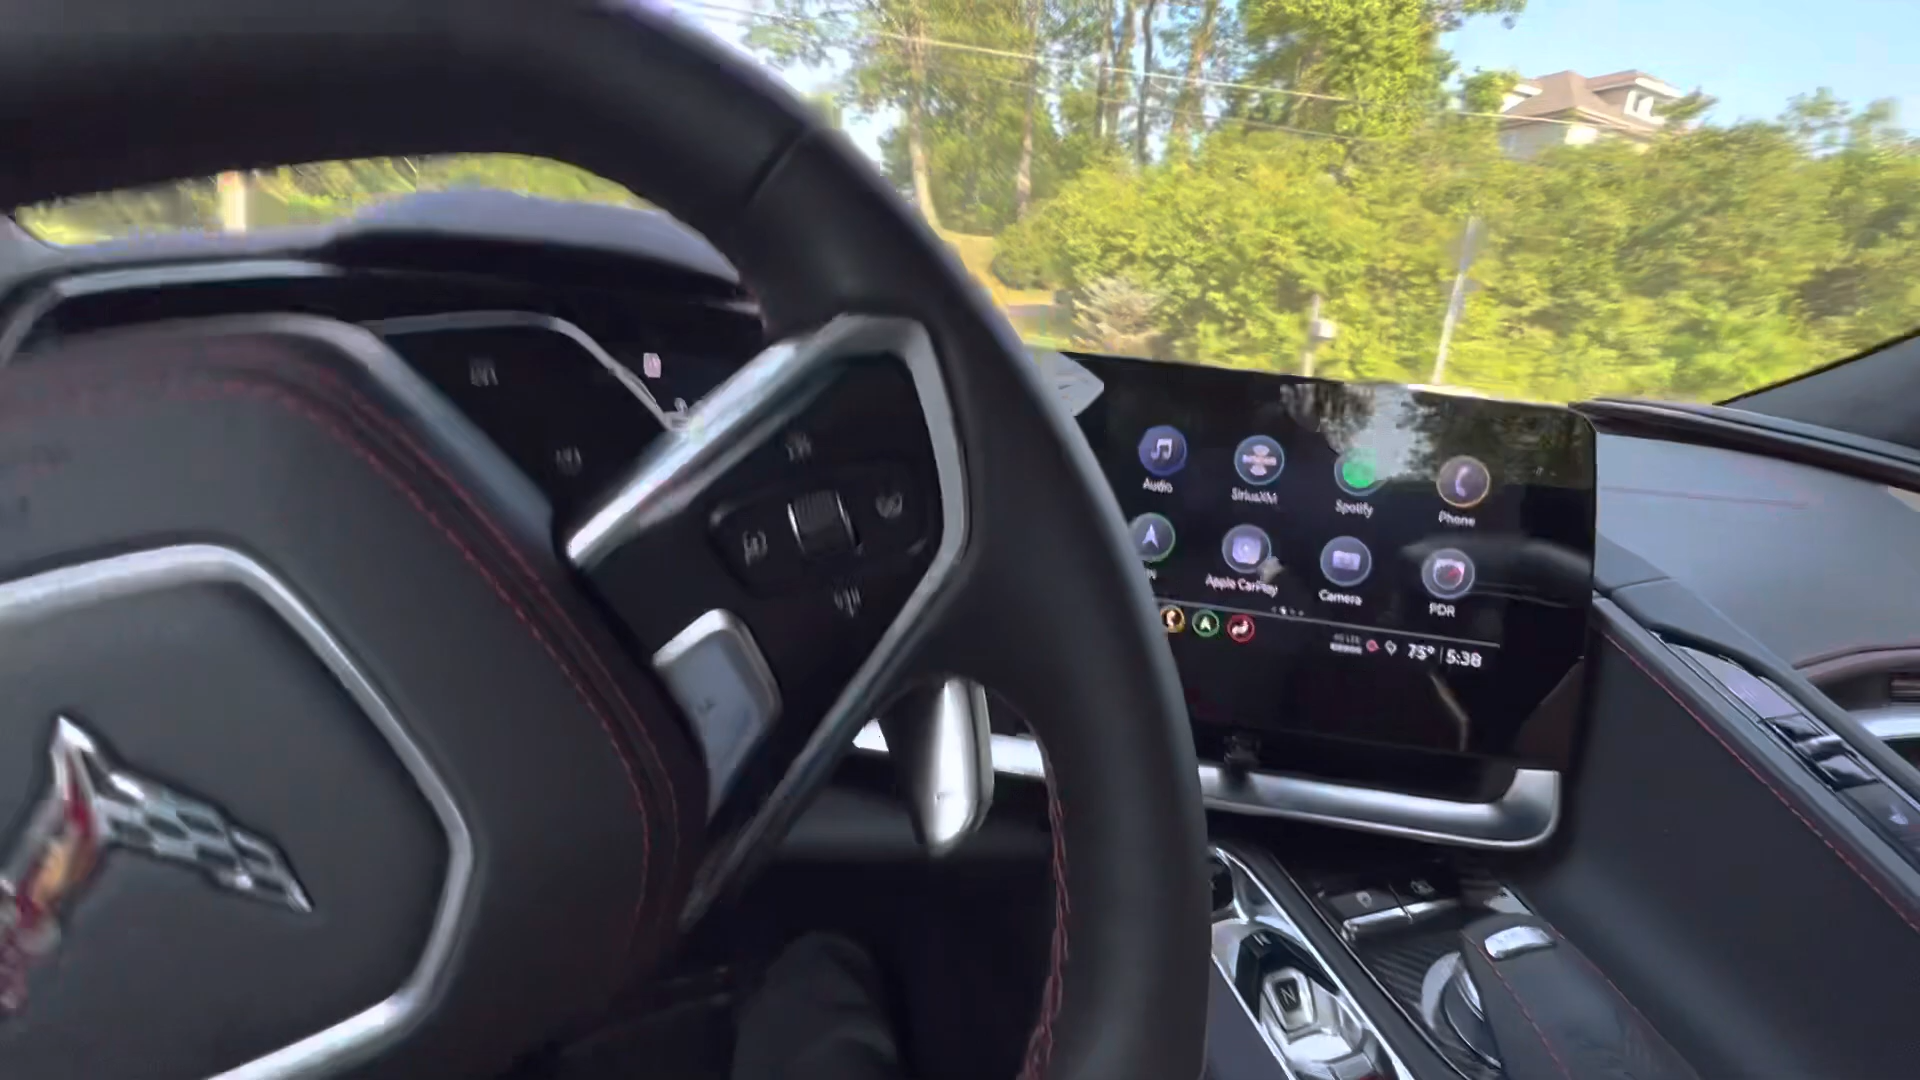 Audio
SiriusXM
Spotify
Phone
Apple CarPlay
Camera
PDR
75° 5:38
N